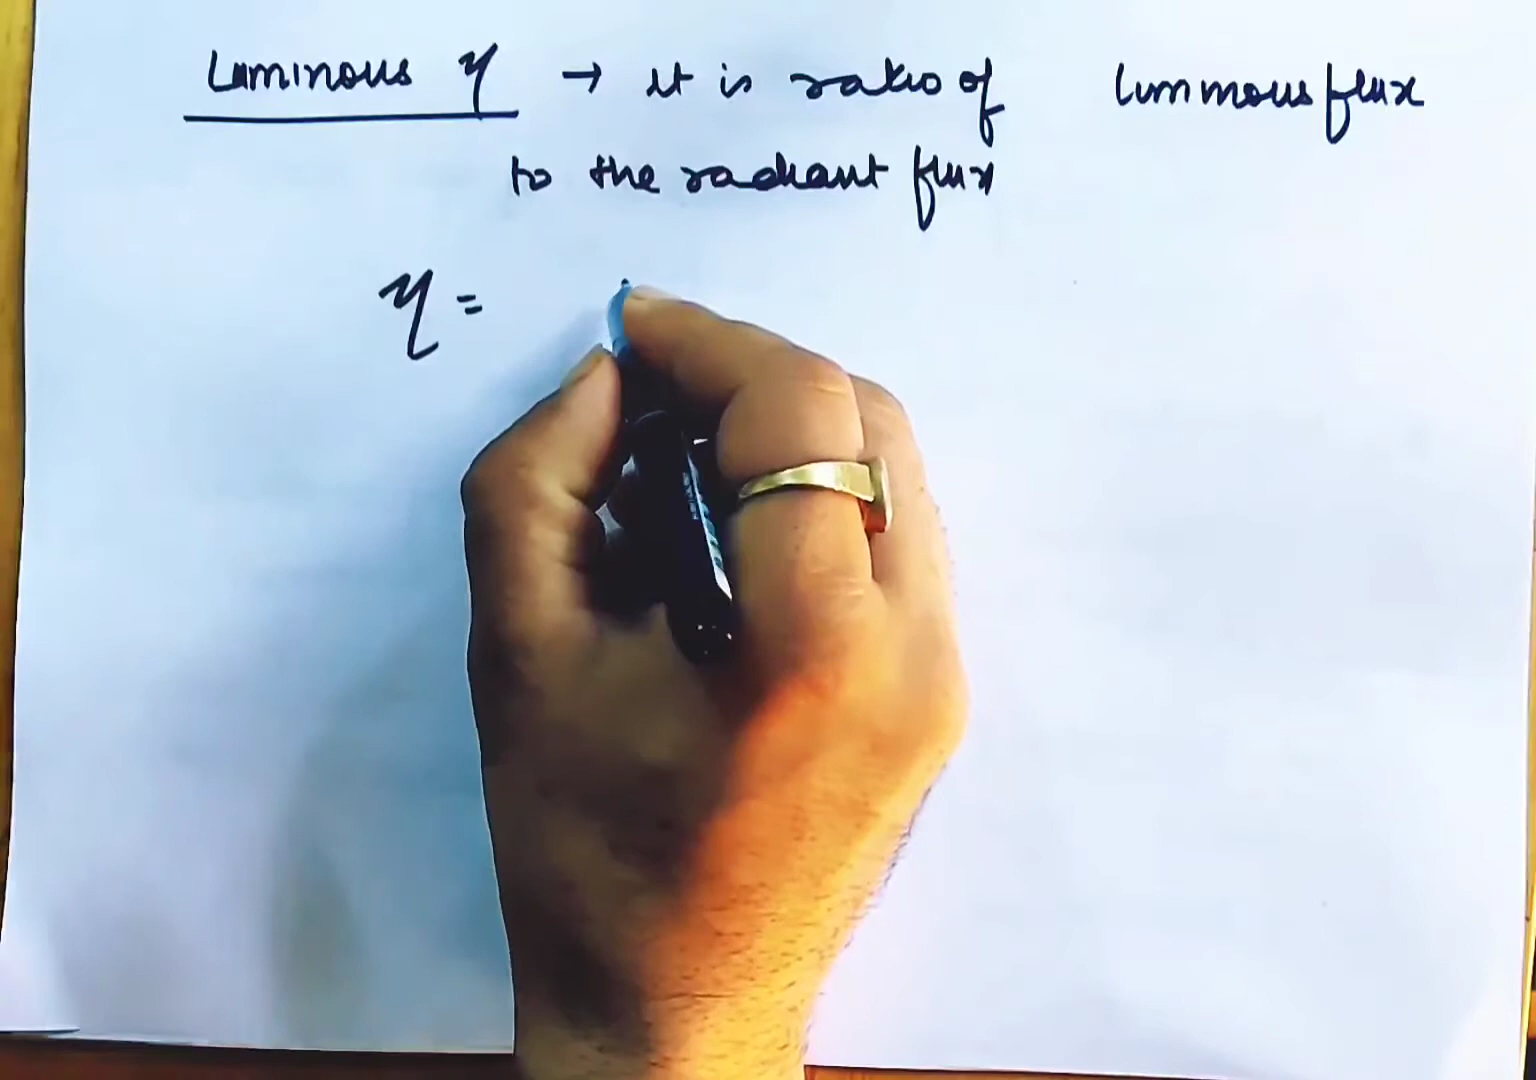 Luminous η → it is ratio of luminous flux
to the radiant flux
η =